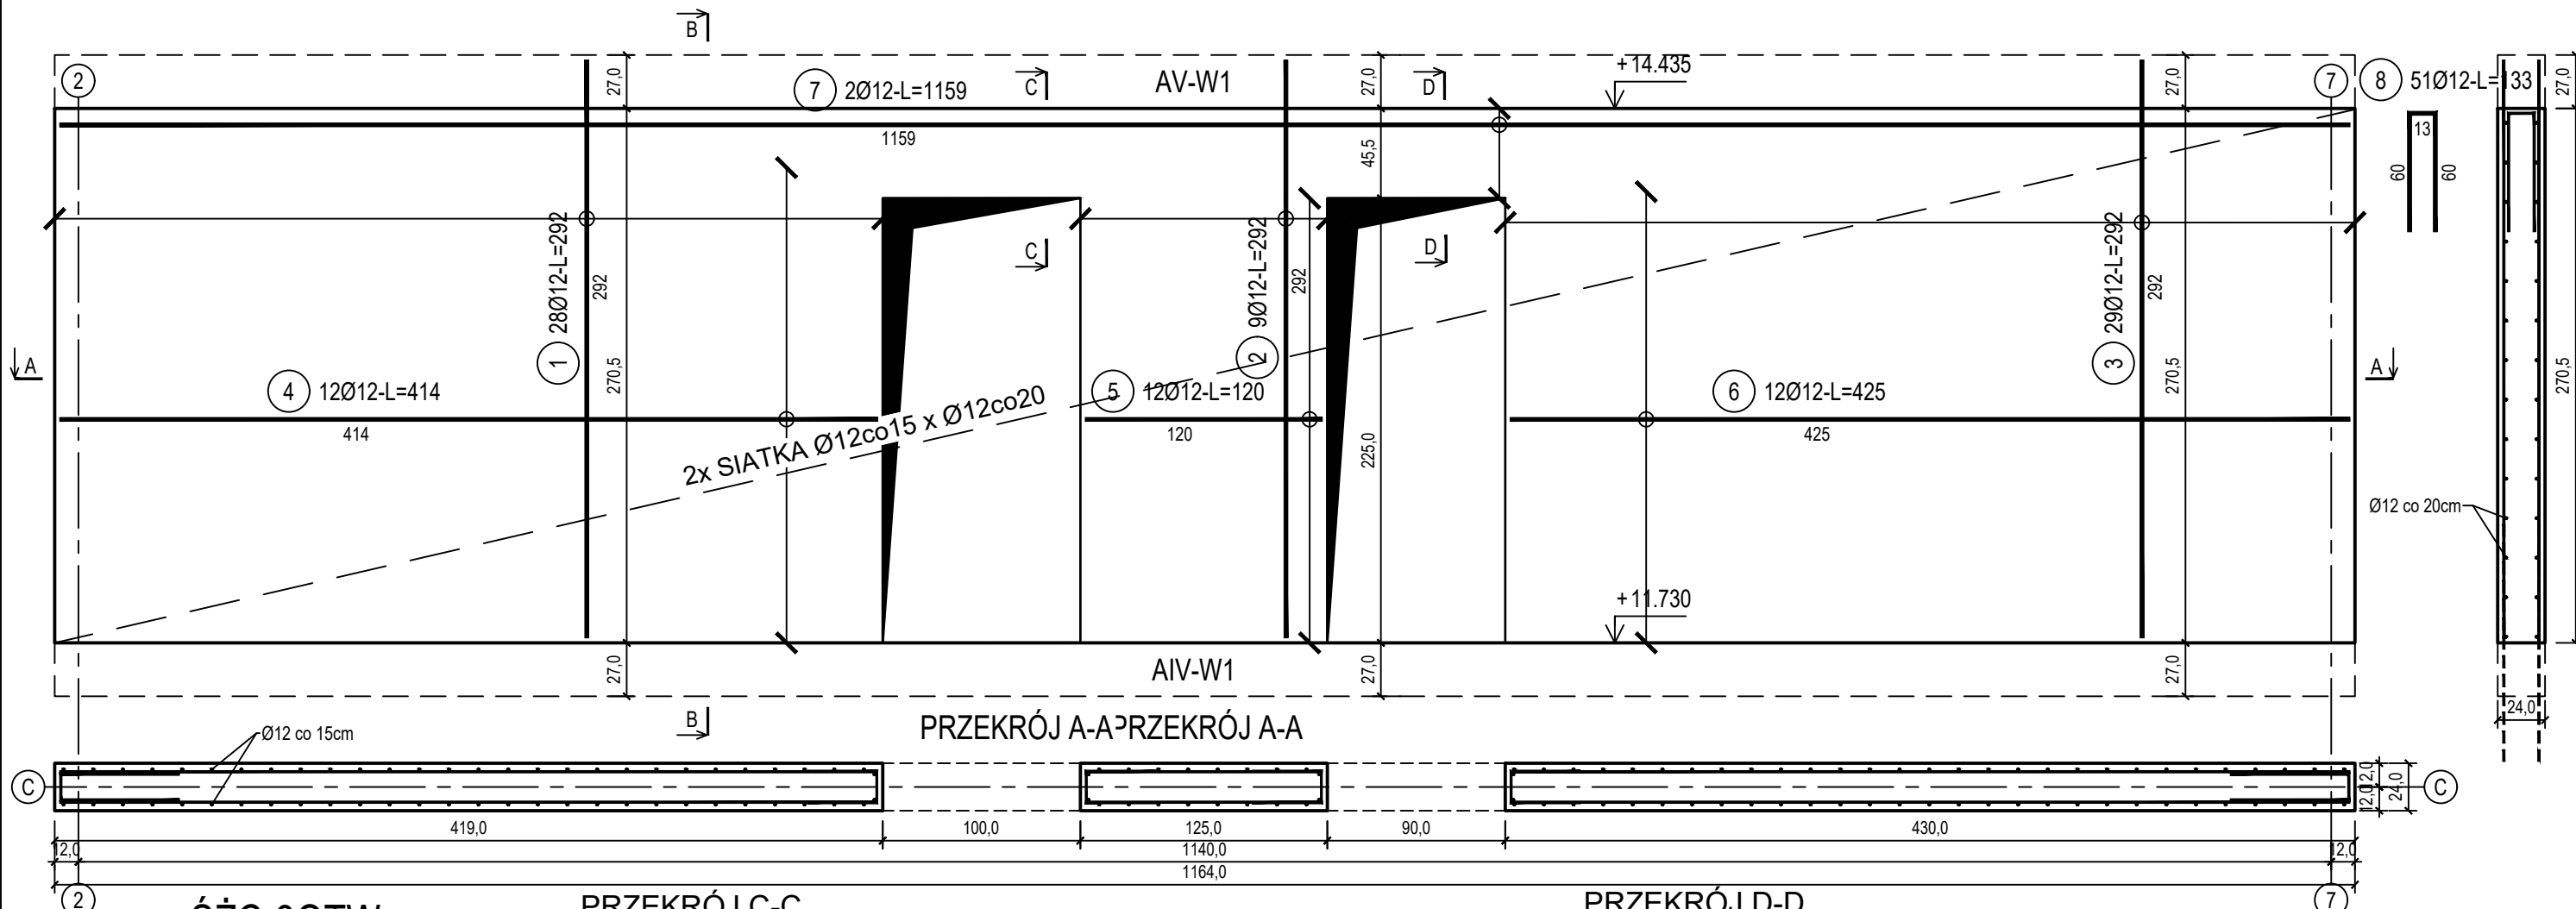 B
2
27,0
7 2Ø12-L=1159
C
AV-W1
27,0
D
+14.435
27,0
7
8 51Ø12-L=133
27,0
1159
45,5
13
60
60
1 28Ø12-L=292
292
270,5
C
2 9Ø12-L=292
292
D
3 29Ø12-L=292
292
270,5
270,5
A
A
4 12Ø12-L=414
414
2x SIATKA Ø12co15 x Ø12co20
5 12Ø12-L=120
120
225,0
6 12Ø12-L=425
425
Ø12 co 20cm
+11.730
27,0
AIV-W1
27,0
27,0
B
PRZEKRÓJ A-A
PRZEKRÓJ A-A
24,0
Ø12 co 15cm
C
12,0
12,0
24,0
C
419,0
100,0
125,0
90,0
430,0
12,0
1140,0
12,0
1164,0
2
PRZEKRÓJ C-C
PRZEKRÓJ D-D
7